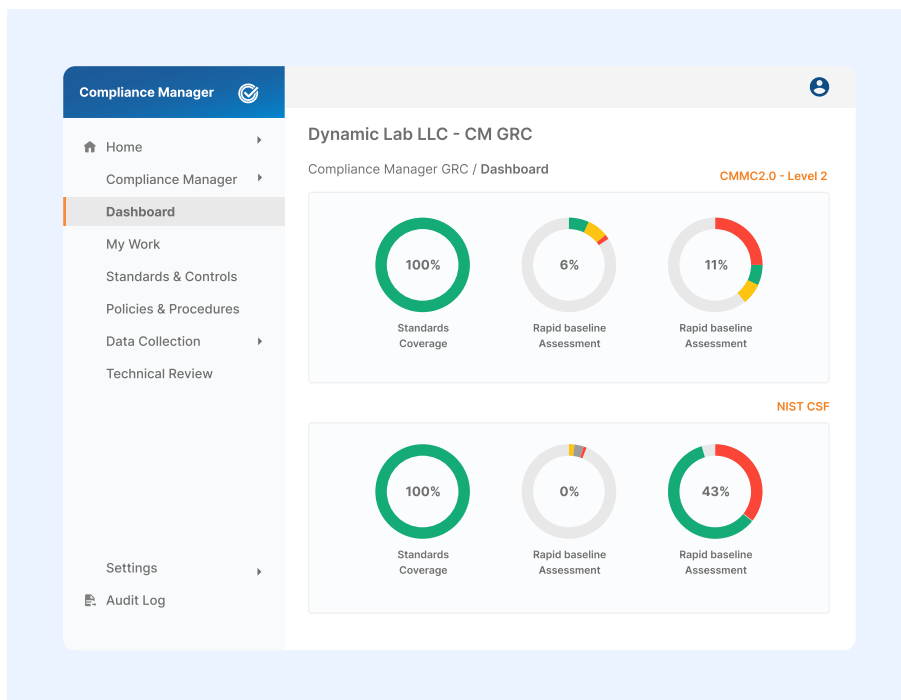 Compliance Manager
Home
Compliance Manager
Dashboard
My Work
Standards & Controls
Policies & Procedures
Data Collection
Technical Review
Settings
Audit Log
Dynamic Lab LLC - CM GRC
Compliance Manager GRC / Dashboard
CMMC2.0 - Level 2
100%
Standards
Coverage
6%
Rapid baseline
Assessment
11%
Rapid baseline
Assessment
NIST CSF
100%
Standards
Coverage
0%
Rapid baseline
Assessment
43%
Rapid baseline
Assessment